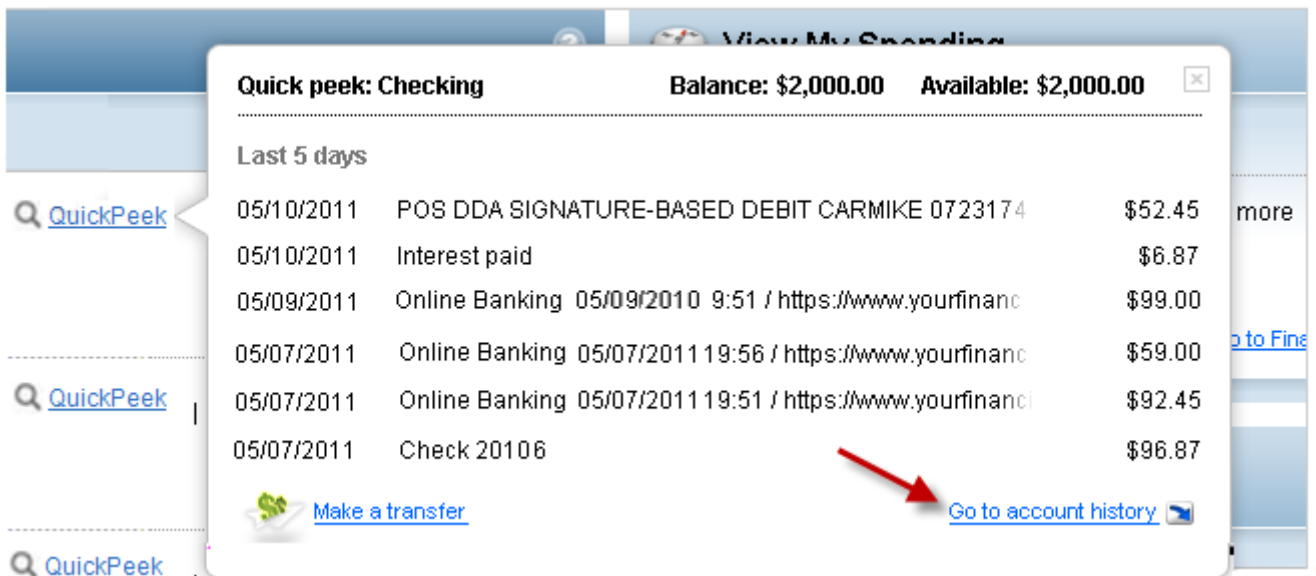 View My Spending
Quick peek: Checking Balance: $2,000.00 Available: $2,000.00
Last 5 days
QuickPeek 05/10/2011 POS DDA SIGNATURE-BASED DEBIT CARMIKE 0723174 $52.45 more
05/10/2011 Interest paid $6.87
05/09/2011 Online Banking 05/09/2010 9:51 / https://www.yourfinanc $99.00
05/07/2011 Online Banking 05/07/2011 19:56 / https://www.yourfinanc $59.00 to Fina
QuickPeek 05/07/2011 Online Banking 05/07/2011 19:51 / https://www.yourfinanci $92.45
05/07/2011 Check 20106 $96.87
Make a transfer Go to account history
QuickPeek